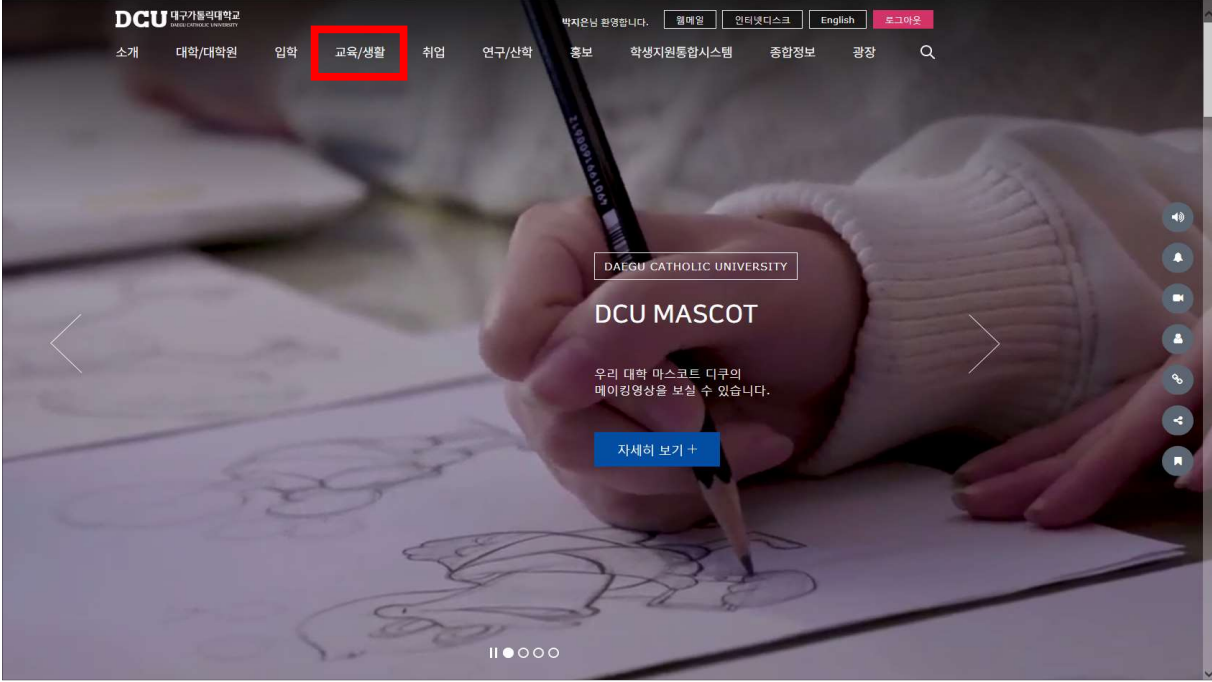 DCU 대구가톨릭대학교
DAEGU CATHOLIC UNIVERSITY
박지은님 환영합니다. 웹메일 인터넷디스크 English 로그아웃
소개 대학/대학원 입학 교육/생활 취업 연구/산학 홍보 학생지원통합시스템 종합정보 광장
DAEGU CATHOLIC UNIVERSITY
DCU MASCOT
우리 대학 마스코트 디쿠의
메이킹영상을 보실 수 있습니다.
자세히 보기 +